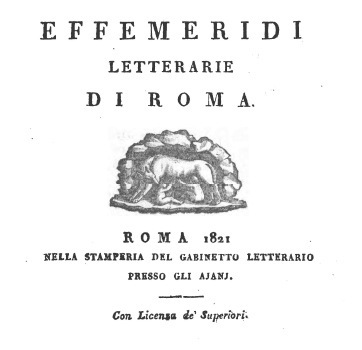 EFFEMERIDI
LETTERARIE
DI ROMA.
ROMA 1821
NELLA STAMPERIA DEL GABINETTO LETTERARIO
PRESSO GLI AJANJ.
Con Licenza de' Superiori.